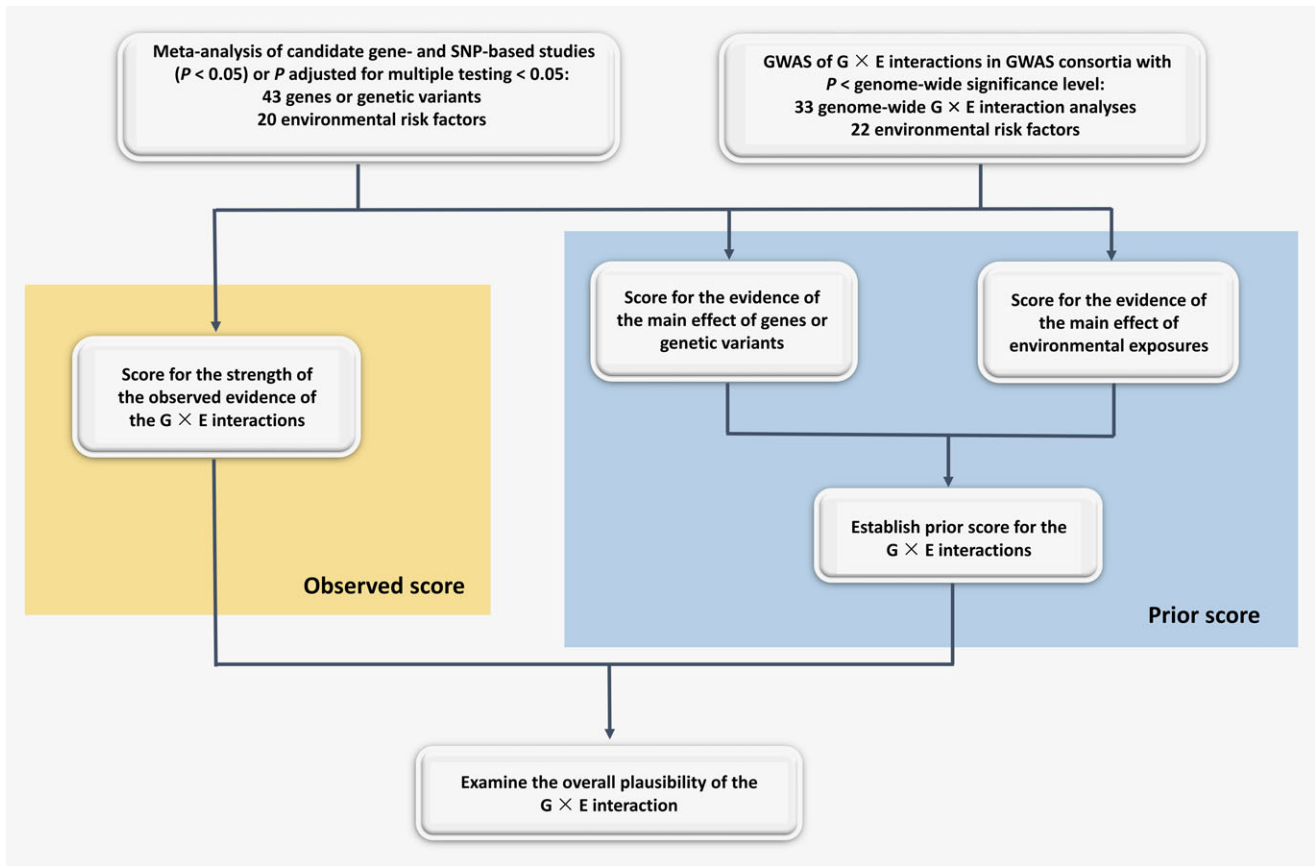 Meta-analysis of candidate gene- and SNP-based studies
(P < 0.05) or P adjusted for multiple testing < 0.05:
43 genes or genetic variants
20 environmental risk factors
GWAS of G × E interactions in GWAS consortia with
P < genome-wide significance level:
33 genome-wide G × E interaction analyses
22 environmental risk factors
Score for the strength of
the observed evidence of
the G × E interactions
Observed score
Score for the evidence of
the main effect of genes or
genetic variants
Score for the evidence of
the main effect of
environmental exposures
Establish prior score for the
G × E interactions
Prior score
Examine the overall plausibility of the
G × E interaction